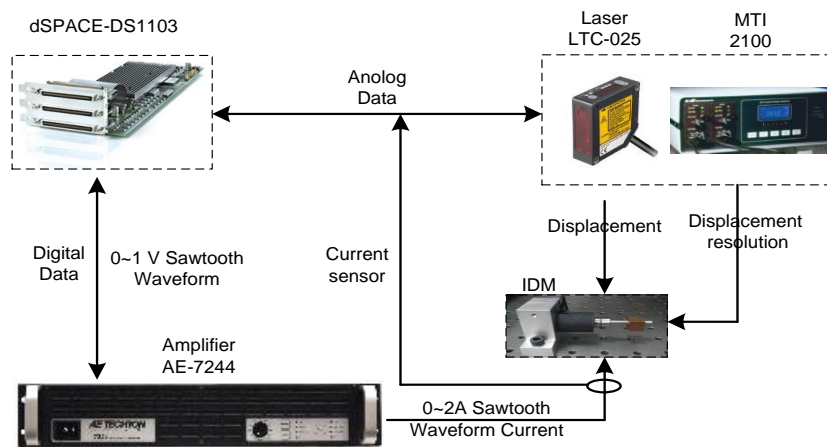 dSPACE-DS1103
Laser
LTC-025
MTI
2100
Anolog
Data
Digital
Data
0~1 V Sawtooth
Waveform
Current
sensor
Displacement
Displacement
resolution
IDM
Amplifier
AE-7244
AE TECHRON
0~2A Sawtooth
Waveform Current